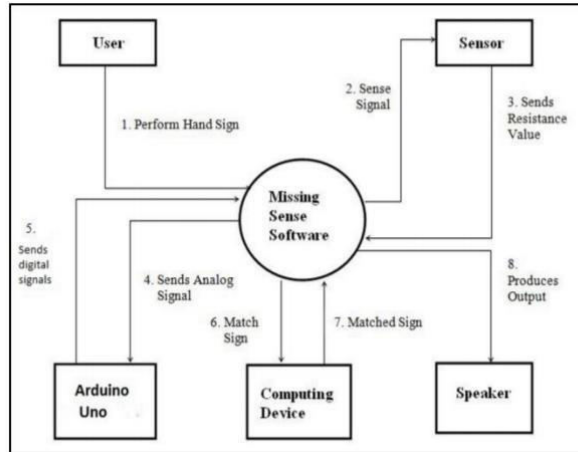 User
Sensor
1. Perform Hand Sign
2. Sense
Signal
3. Sends
Resistance
Value
Missing
Sense
Software
5.
Sends
digital
signals
4. Sends Analog
Signal
6. Match
Sign
7. Matched Sign
8.
Produces
Output
Arduino
Uno
Computing
Device
Speaker